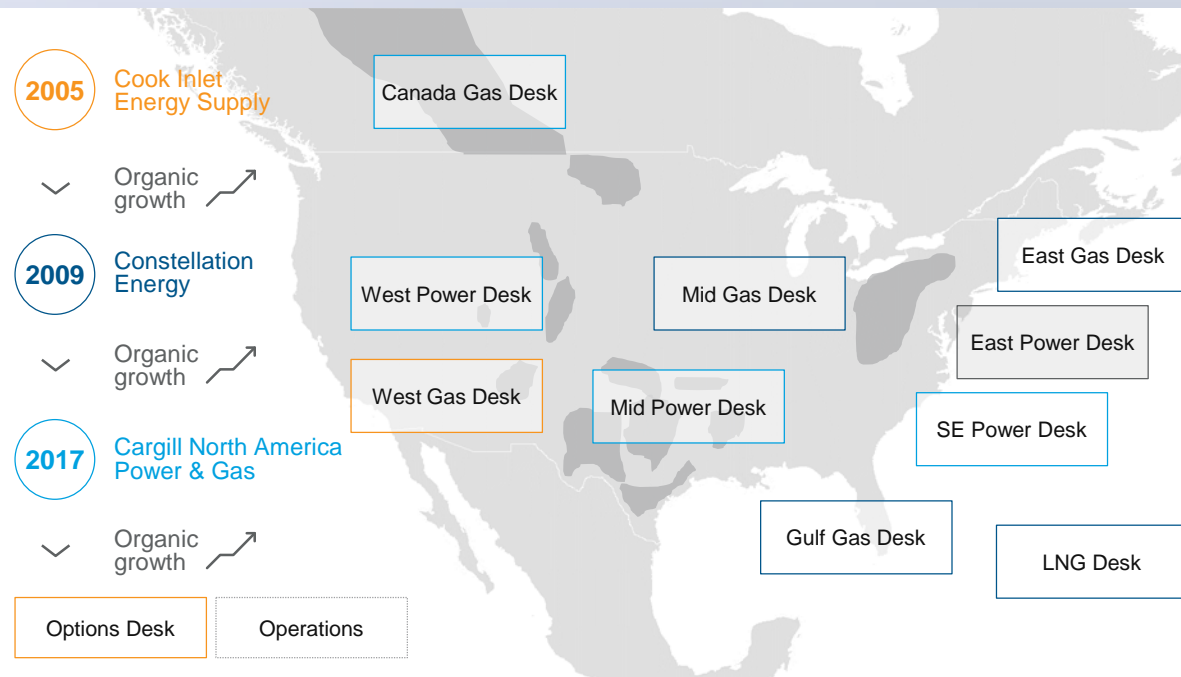 2005
Cook Inlet
Energy Supply
Organic
growth
2009
Constellation
Energy
Organic
growth
2017
Cargill North America
Power & Gas
Organic
growth
Options Desk
Operations
Canada Gas Desk
West Power Desk
Mid Gas Desk
East Gas Desk
East Power Desk
West Gas Desk
Mid Power Desk
SE Power Desk
Gulf Gas Desk
LNG Desk